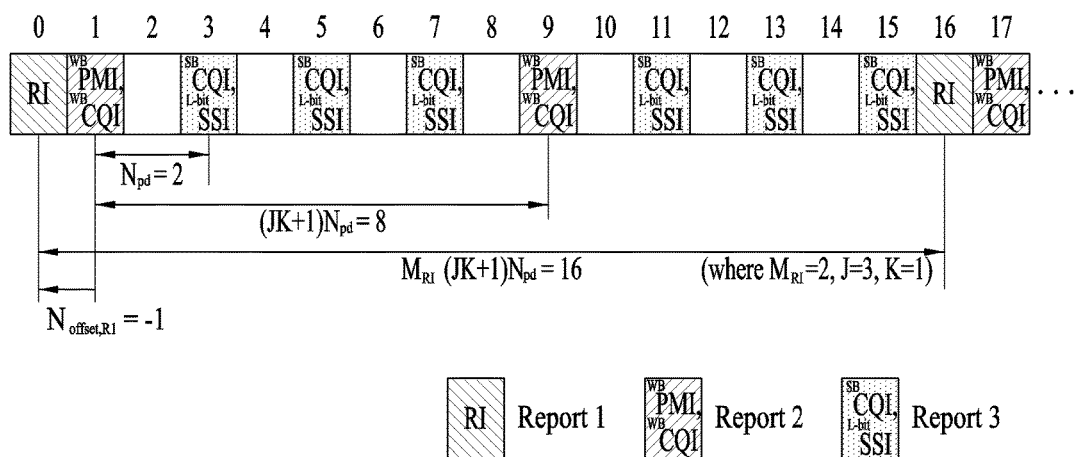 0 1 2 3 4 5 6 7 8 9 10 11 12 13 14 15 16 17
RI
WB PMI,
WB CQI
SB CQI,
L-bit SSI
SB CQI,
L-bit SSI
SB CQI,
L-bit SSI
WB PMI,
WB CQI
SB CQI,
L-bit SSI
SB CQI,
L-bit SSI
SB CQI,
L-bit SSI
RI
WB PMI,
WB CQI
. . .
Npd = 2
(JK+1)Npd = 8
MRI (JK+1)Npd = 16 (where MRI=2, J=3, K=1)
Noffset,R1 = -1
RI Report 1
WB PMI,
WB CQI
Report 2
SB CQI,
L-bit SSI
Report 3